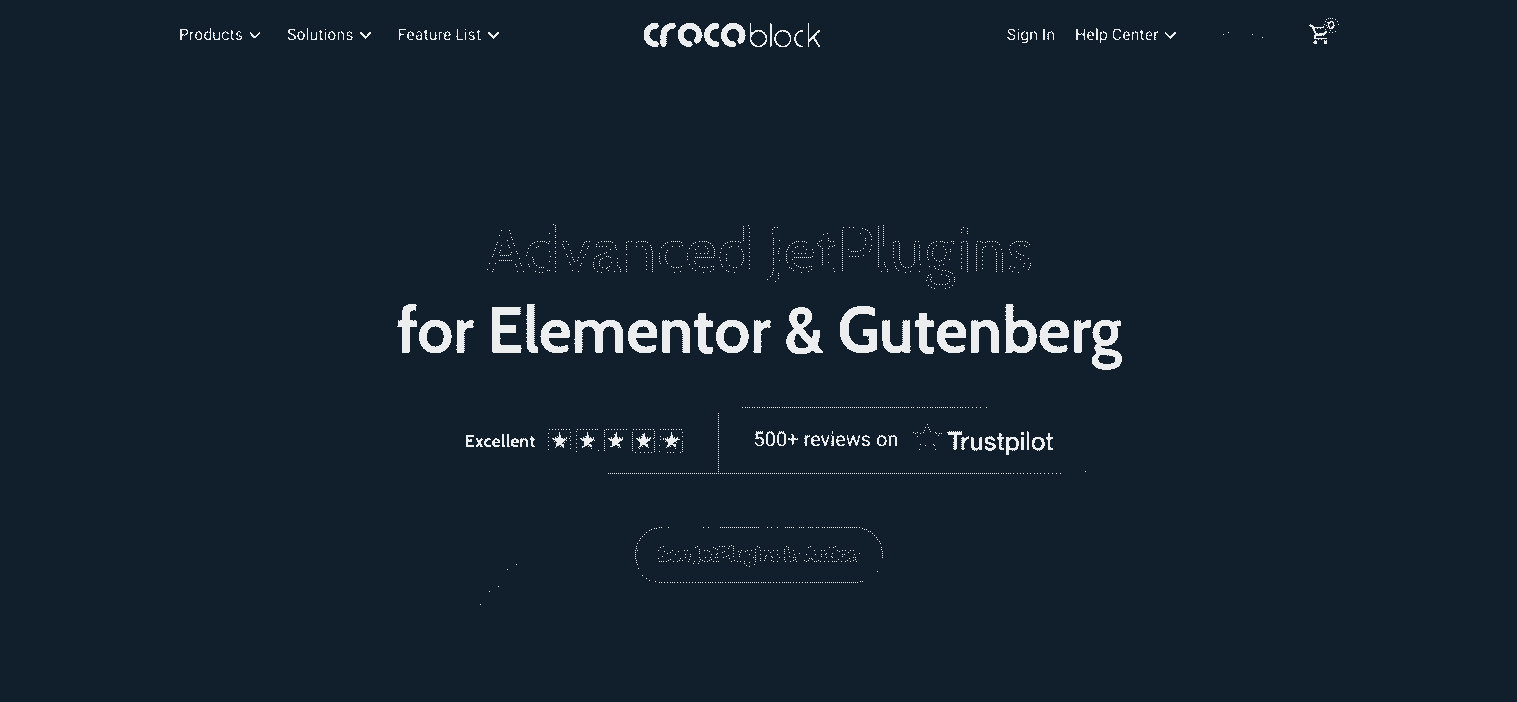 Products Solutions Feature List crocoblock Sign In Help Center 0
Advanced JetPlugins
for Elementor & Gutenberg
Excellent 500+ reviews on Trustpilot
See JetPlugins in Action